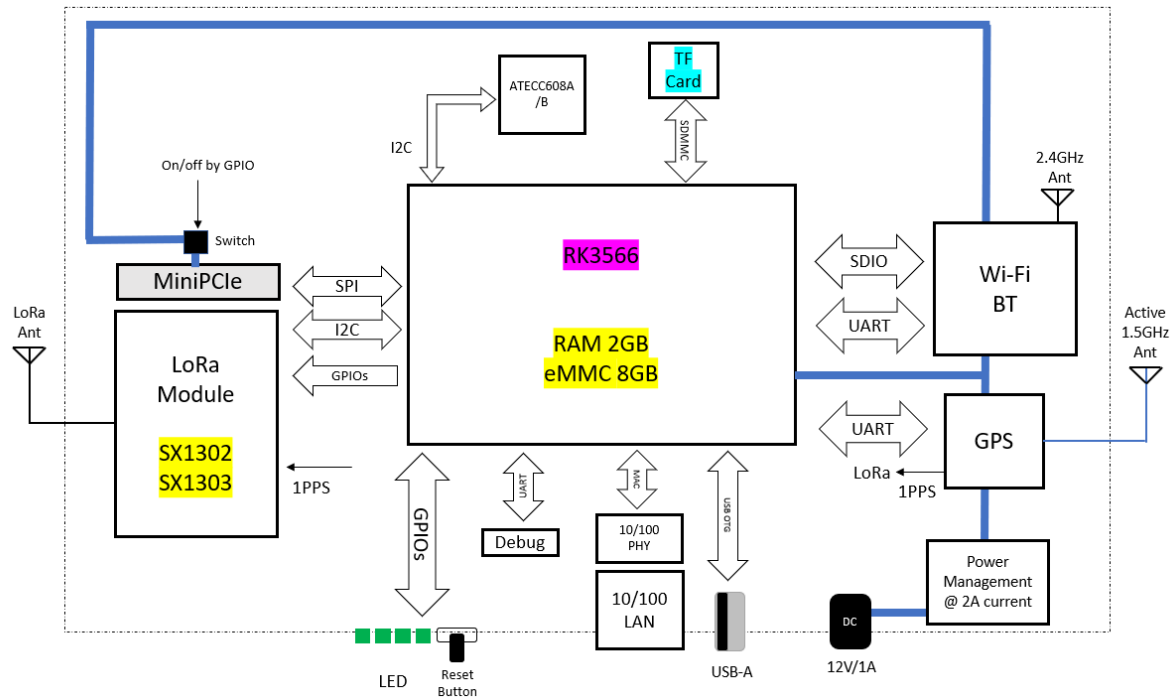 ATECC608A
/B
TF
Card
SDMMC
I2C
On/off by GPIO
Switch
MiniPCIe
2.4GHz
Ant
RK3566
SPI
I2C
GPIOs
SDIO
UART
Wi-Fi
BT
LoRa
Ant
LoRa
Module
SX1302
SX1303
RAM 2GB
eMMC 8GB
Active
1.5GHz
Ant
UART
GPS
LoRa
1PPS
1PPS
GPIOs
UART
MAC
USB OTG
Debug
10/100
PHY
10/100
LAN
Power
Management
@ 2A current
DC
LED
Reset
Button
USB-A
12V/1A